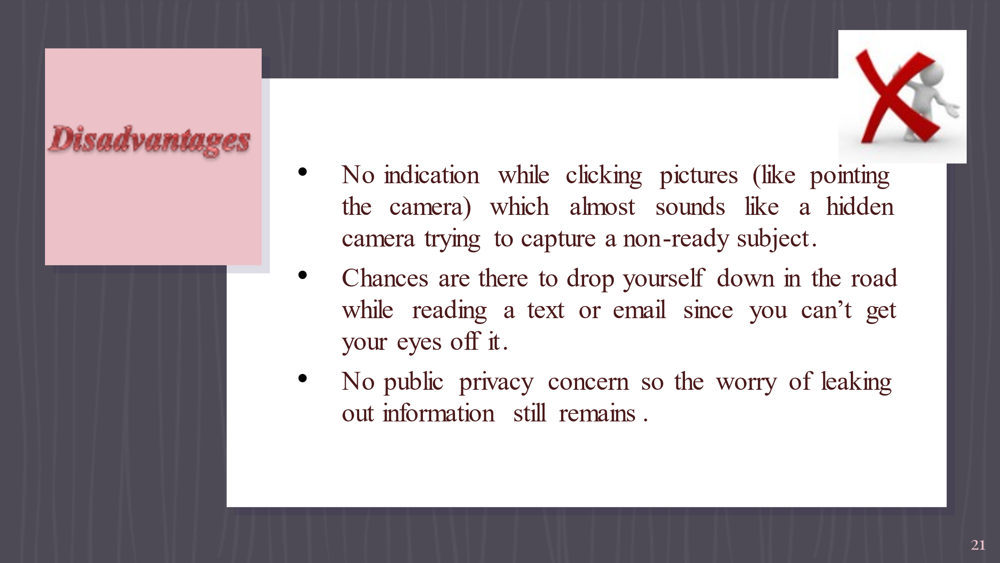 Disadvantages
• No indication while clicking pictures (like pointing
the camera) which almost sounds like a hidden
camera trying to capture a non-ready subject.
• Chances are there to drop yourself down in the road
while reading a text or email since you can’t get
your eyes off it.
• No public privacy concern so the worry of leaking
out information still remains .
21